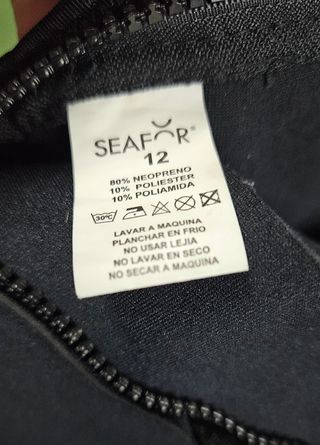 SEAFOR®
12
80% NEOPRENO
10% POLIESTER
10% POLIAMIDA
30°C
LAVAR A MAQUINA
PLANCHAR EN FRIO
NO USAR LEJIA
NO LAVAR EN SECO
NO SECAR A MAQUINA